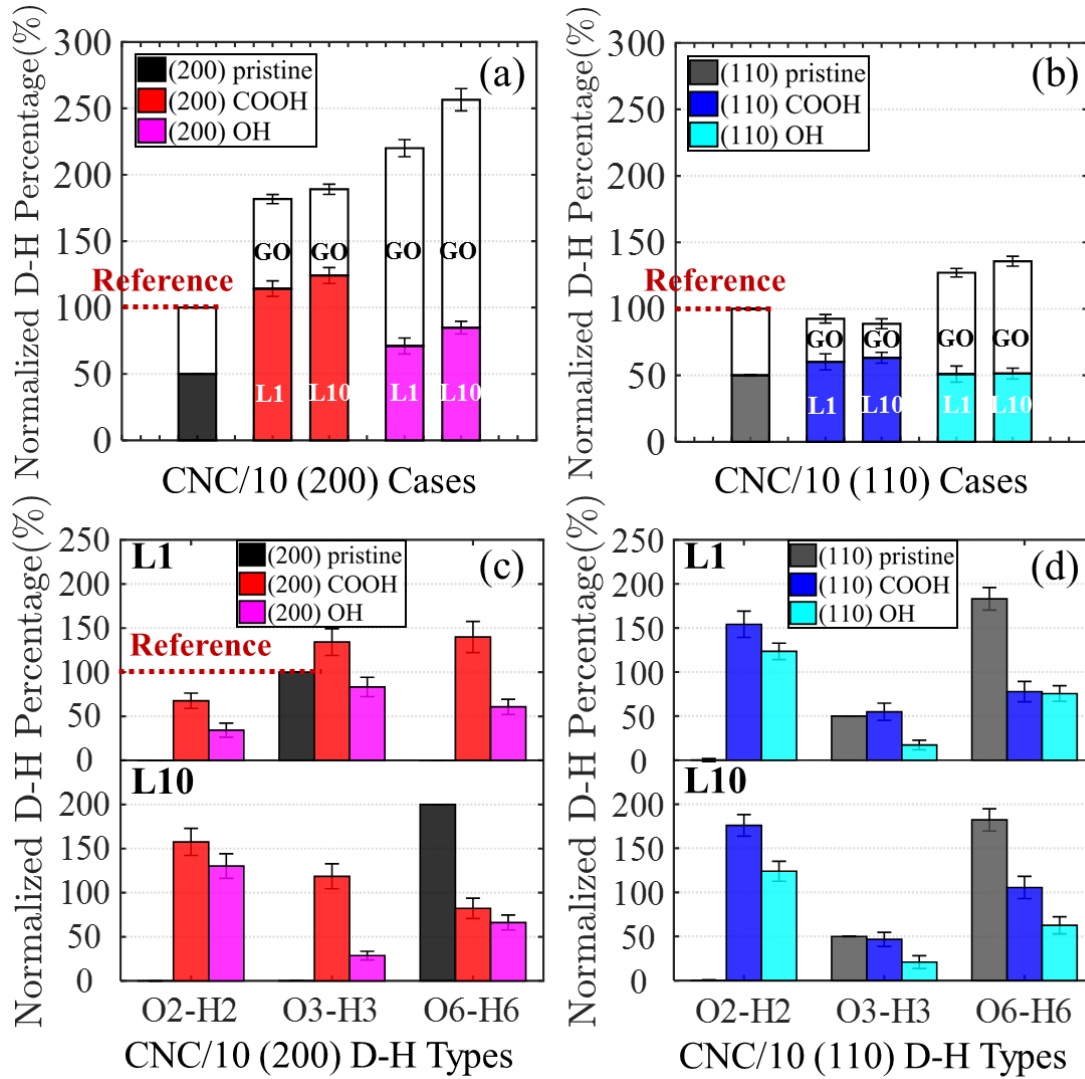 Normalized D-H Percentage(%)
300
250
200
150
100
50
0
(a)
(200) pristine
(200) COOH
(200) OH
Reference
GO
GO
GO
GO
L1
L10
L1
L10
CNC/10 (200) Cases
Normalized D-H Percentage(%)
300
250
200
150
100
50
0
(b)
(110) pristine
(110) COOH
(110) OH
Reference
GO
GO
GO
GO
L1
L10
L1
L10
CNC/10 (110) Cases
Normalized D-H Percentage(%)
250
200
150
100
50
0
L1
(c)
(200) pristine
(200) COOH
(200) OH
Reference
L10
200
150
100
50
0
O2-H2
O3-H3
O6-H6
CNC/10 (200) D-H Types
Normalized D-H Percentage(%)
250
200
150
100
50
0
L1
(d)
(110) pristine
(110) COOH
(110) OH
L10
200
150
100
50
0
O2-H2
O3-H3
O6-H6
CNC/10 (110) D-H Types